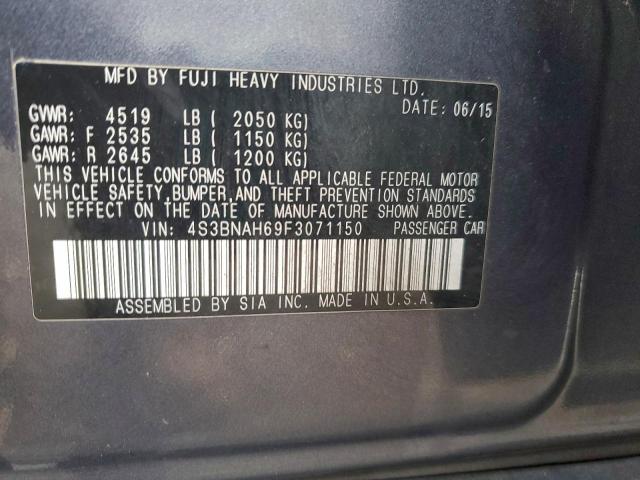 MFD BY FUJI HEAVY INDUSTRIES LTD.
DATE: 06/15
GVWR: 4519 LB ( 2050 KG)
GAWR: F 2535 LB ( 1150 KG)
GAWR: R 2645 LB ( 1200 KG)
THIS VEHICLE CONFORMS TO ALL APPLICABLE FEDERAL MOTOR
VEHICLE SAFETY,BUMPER,AND THEFT PREVENTION STANDARDS
IN EFFECT ON THE DATE OF MANUFACTURE SHOWN ABOVE.
VIN: 4S3BNAH69F3071150 PASSENGER CAR
ASSEMBLED BY SIA INC. MADE IN U.S.A.